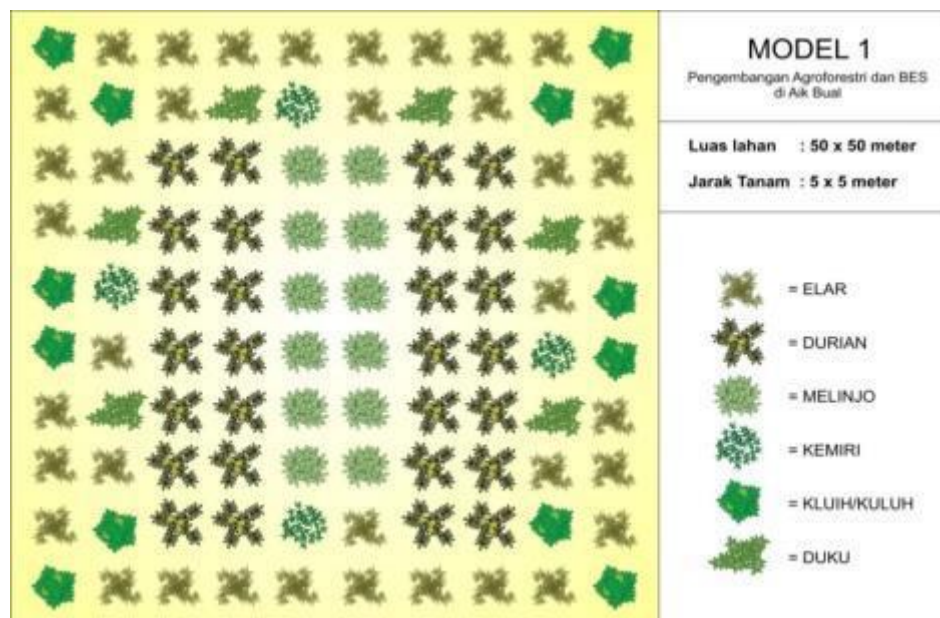 MODEL 1
Pengembangan Agroforestri dan BES
di Aik Bual
Luas lahan : 50 x 50 meter
Jarak Tanam : 5 x 5 meter
= ELAR
= DURIAN
= MELINJO
= KEMIRI
= KLUIH/KULUH
= DUKU